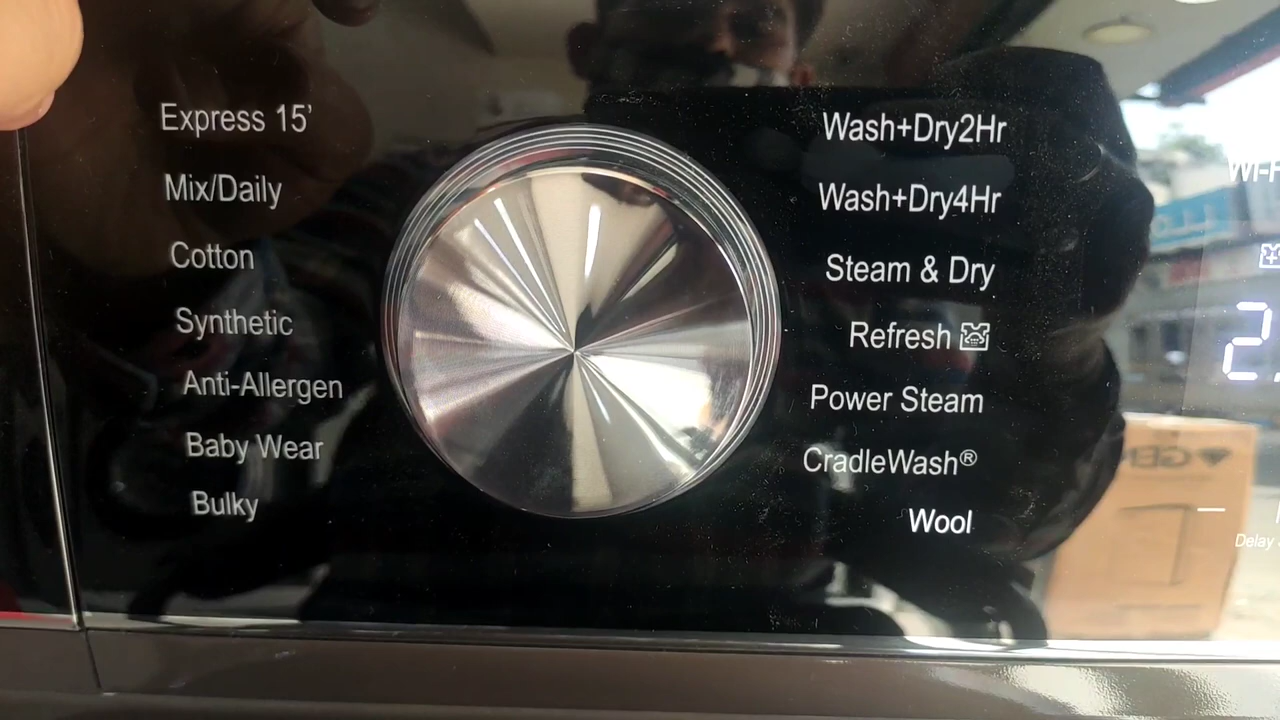 Express 15'
Mix/Daily
Cotton
Synthetic
Anti-Allergen
Baby Wear
Bulky
Wash+Dry2Hr
Wash+Dry4Hr
Steam & Dry
Refresh
Power Steam
CradleWash®
Wool
Delay